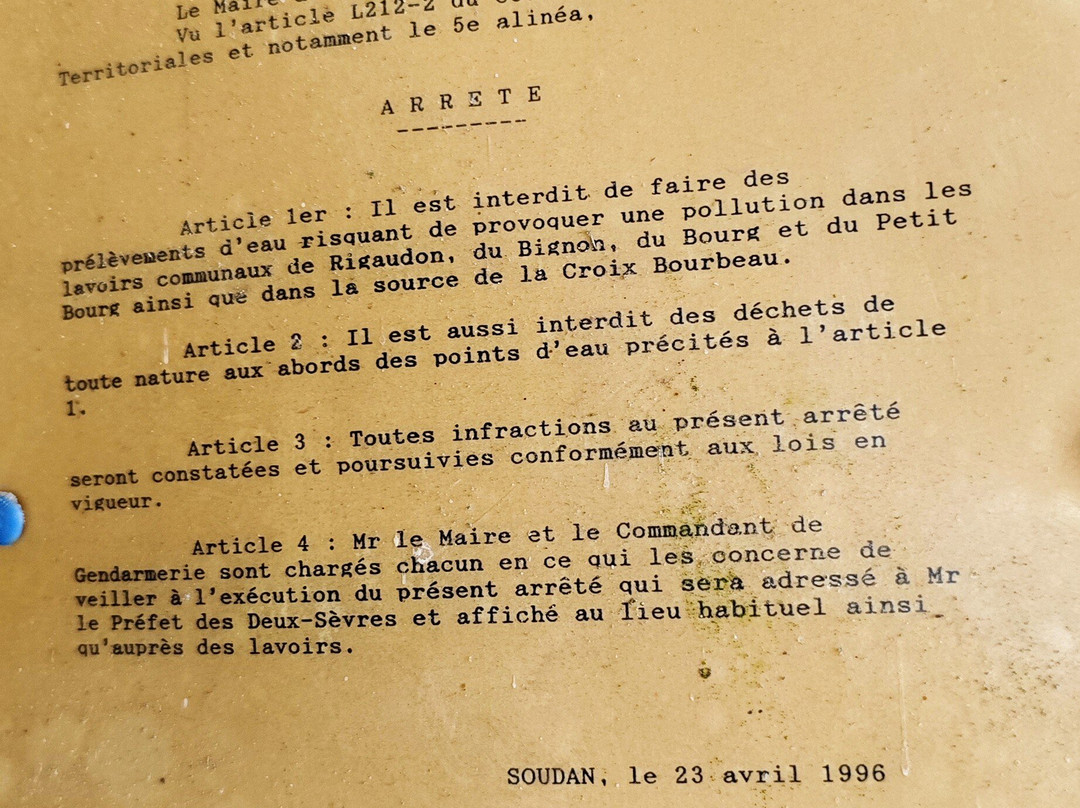 Le Maire
Vu l'article L212-2 du
Territoriales et notamment le 5e alinéa,
A R R E T E
---------
Article 1er : Il est interdit de faire des
prélèvements d'eau risquant de provoquer une pollution dans les
lavoirs communaux de Rigaudon, du Bignon, du Bourg et du Petit
Bourg ainsi que dans la source de la Croix Bourbeau.
Article 2 : Il est aussi interdit des déchets de
toute nature aux abords des points d'eau précités à l'article
1.
Article 3 : Toutes infractions au présent arrêté
seront constatées et poursuivies conformément aux lois en
vigueur.
Article 4 : Mr le Maire et le Commandant de
Gendarmerie sont chargés chacun en ce qui les concerne de
veiller à l'exécution du présent arrêté qui sera adressé à Mr
le Préfet des Deux-Sèvres et affiché au lieu habituel ainsi
qu'auprès des lavoirs.
SOUDAN, le 23 avril 1996